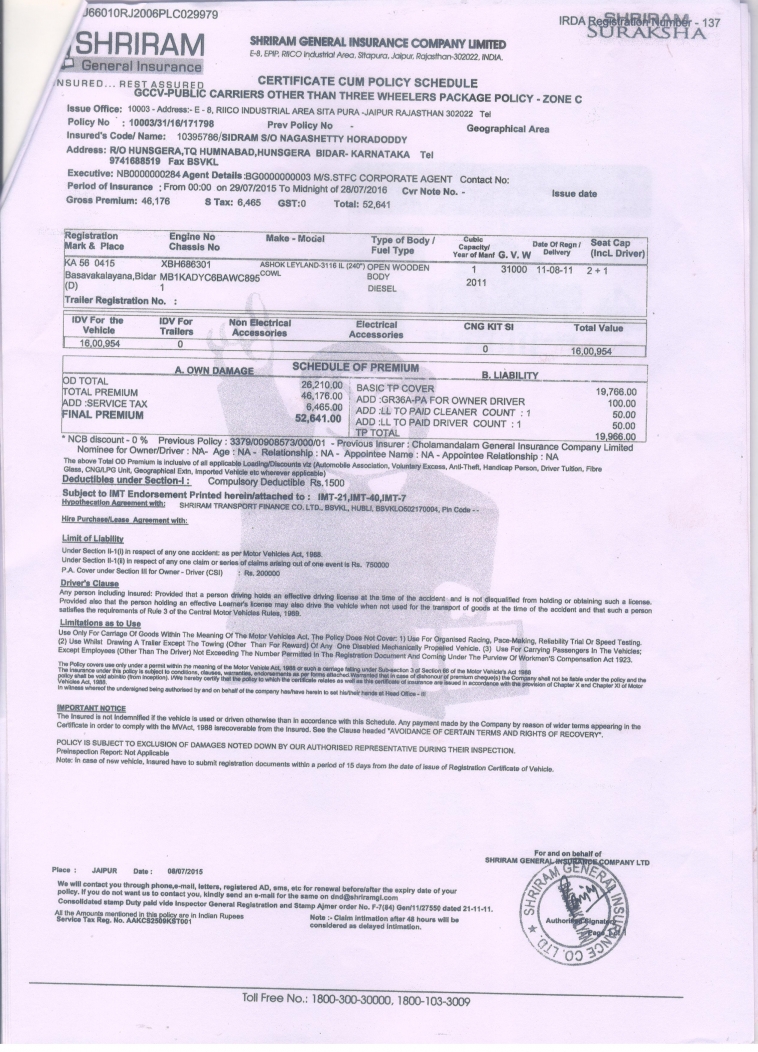 J66010RJ2006PLC029979
IRDA Registration Number - 137
SHRIRAM
SURAKSHA
SHRIRAM
General Insurance
INSURED... REST ASSURED
SHRIRAM GENERAL INSURANCE COMPANY LIMITED
E-8, EPIP, RIICO Industrial Area, Sitapura, Jaipur, Rajasthan-302022, INDIA.
CERTIFICATE CUM POLICY SCHEDULE
GCCV-PUBLIC CARRIERS OTHER THAN THREE WHEELERS PACKAGE POLICY - ZONE C
Issue Office: 10003 - Address:- E - 8, RIICO INDUSTRIAL AREA SITA PURA -JAIPUR RAJASTHAN 302022 Tel
Policy No : 10003/31/16/171798 Prev Policy No - Geographical Area
Insured's Code/ Name: 10395786/SIDRAM S/O NAGASHETTY HORADODDY
Address: R/O HUNSGERA,TQ HUMNABAD,HUNSGERA BIDAR- KARNATAKA Tel
9741688519 Fax BSVKL
Executive: NB0000000284 Agent Details :BG0000000003 M/S.STFC CORPORATE AGENT Contact No:
Period of Insurance : From 00:00 on 29/07/2015 To Midnight of 28/07/2016 Cvr Note No. - Issue date
Gross Premium: 46,176 S Tax: 6,465 GST:0 Total: 52,641
Registration Mark & Place Engine No Chassis No Make - Model Type of Body / Fuel Type Cubic Capacity/ Year of Manf G. V. W Date Of Regn / Delivery Seat Cap (Incl. Driver)
KA 56 0415 XBH686301 ASHOK LEYLAND-3116 IL (240") OPEN WOODEN 1 31000 11-08-11 2 + 1
Basavakalayana,Bidar MB1KADYC6BAWC895 COWL BODY 2011
(D) 1 DIESEL
Trailer Registration No. :
IDV For the Vehicle IDV For Trailers Non Electrical Accessories Electrical Accessories CNG KIT SI Total Value
16,00,954 0 0 16,00,954
SCHEDULE OF PREMIUM
A. OWN DAMAGE B. LIABILITY
OD TOTAL 26,210.00 BASIC TP COVER 19,766.00
TOTAL PREMIUM 46,176.00 ADD :GR36A-PA FOR OWNER DRIVER 100.00
ADD :SERVICE TAX 6,465.00 ADD :LL TO PAID CLEANER COUNT : 1 50.00
FINAL PREMIUM 52,641.00 ADD :LL TO PAID DRIVER COUNT : 1 50.00
TP TOTAL 19,966.00
* NCB discount - 0 % Previous Policy : 3379/00908573/000/01 - Previous Insurer : Cholamandalam General Insurance Company Limited
Nominee for Owner/Driver : NA- Age : NA - Relationship : NA - Appointee Name : NA - Appointee Relationship : NA
The above Total OD Premium is inclusive of all applicable Loading/Discounts viz (Automobile Association, Voluntary Excess, Anti-Theft, Handicap Person, Driver Tuition, Fibre
Glass, CNG/LPG Unit, Geographical Extn, Imported Vehicle etc wherever applicable)
Deductibles under Section-I : Compulsory Deductible Rs.1500
Subject to IMT Endorsement Printed herein/attached to : IMT-21,IMT-40,IMT-7
Hypothecation Agreement with: SHRIRAM TRANSPORT FINANCE CO. LTD., BSVKL, HUBLI, BSVKLO502170004, Pin Code - -
Hire Purchase/Lease Agreement with:
Limit of Liability
Under Section II-1(i) in respect of any one accident: as per Motor Vehicles Act, 1988.
Under Section II-1(ii) in respect of any one claim or series of claims arising out of one event is Rs. 750000
P.A. Cover under Section III for Owner - Driver (CSI) : Rs. 200000
Driver's Clause
Any person including Insured: Provided that a person driving holds an effective driving license at the time of the accident and is not disqualified from holding or obtaining such a license.
Provided also that the person holding an effective Learner's license may also drive the vehicle when not used for the transport of goods at the time of the accident and that such a person
satisfies the requirements of Rule 3 of the Central Motor Vehicles Rules, 1989.
Limitations as to Use
Use Only For Carriage Of Goods Within The Meaning Of The Motor Vehicles Act, The Policy Does Not Cover: 1) Use For Organised Racing, Pace-Making, Reliability Trial Or Speed Testing.
(2) Use Whilst Drawing A Trailer Except The Towing (Other Than For Reward) Of Any One Disabled Mechanically Propelled Vehicle. (3) Use For Carrying Passengers In The Vehicles;
Except Employees (Other Than The Driver) Not Exceeding The Number Permitted In The Registration Document And Coming Under The Purview Of Workmen'S Compensation Act 1923.
The Policy covers use only under a permit within the meaning of the Motor Vehicle Act, 1988 or such a carriage falling under Sub-section 3 of Section 66 of the Motor Vehicle's Act 1988
The insurance under this policy is subject to conditions, clauses, warranties, endorsements as per forms attached.Warranted that in case of dishonour of premium cheque(s) the Company shall not be liable under the policy and the
policy shall be void abinitio (from inception). I/We hereby certify that the policy to which the certificate relates as well as this certificate of insurance are issued in accordance with the provision of Chapter X and Chapter XI of Motor
Vehicles Act, 1988.
In witness whereof the undersigned being authorised by and on behalf of the company has/have herein to set his/their hands at Head Office -
IMPORTANT NOTICE
The Insured is not indemnified if the vehicle is used or driven otherwise than in accordance with this Schedule. Any payment made by the Company by reason of wider terms appearing in the
Certificate in order to comply with the MVAct, 1988 isrecoverable from the Insured. See the Clause headed "AVOIDANCE OF CERTAIN TERMS AND RIGHTS OF RECOVERY".
POLICY IS SUBJECT TO EXCLUSION OF DAMAGES NOTED DOWN BY OUR AUTHORISED REPRESENTATIVE DURING THEIR INSPECTION.
Preinspection Report: Not Applicable
Note: In case of new vehicle, Insured have to submit registration documents within a period of 15 days from the date of issue of Registration Certificate of Vehicle.
For and on behalf of
SHRIRAM GENERAL INSURANCE COMPANY LTD
Place : JAIPUR Date : 08/07/2015
We will contact you through phone,e-mail, letters, registered AD, sms, etc for renewal before/after the expiry date of your
policy. If you do not want us to contact you, kindly send an e-mail for the same on dnd@shriramgi.com
Consolidated stamp Duty paid vide Inspector General Registration and Stamp Ajmer order No. F-7(84) Gen/11/27550 dated 21-11-11.
All the Amounts mentioned in this policy are in Indian Rupees
Service Tax Reg. No. AAKCS2509KST001
Note :- Claim intimation after 48 hours will be
considered as delayed intimation.
SHRIRAM GENERAL INSURANCE CO. LTD.
Authorised Signatory
Toll Free No.: 1800-300-30000, 1800-103-3009